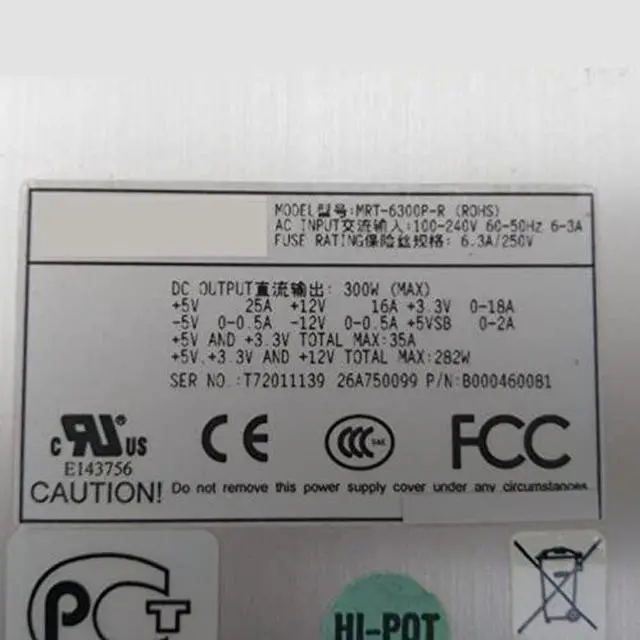 MODEL型号:MRT-6300P-R (ROHS)
AC INPUT交流输入:100-240V 60-50Hz 6-3A
FUSE RATING保险丝规格: 6.3A/250V
DC OUTPUT直流输出: 300W (MAX)
+5V 25A +12V 16A +3.3V 0-18A
-5V 0-0.5A -12V 0-0.5A +5VSB 0-2A
+5V AND +3.3V TOTAL MAX:35A
+5V.+3.3V AND +12V TOTAL MAX:282W
SER NO.:T72011139 26A750099 P/N:B000460081
c RU® US
E143756
CE
CCC S&E
FCC
CAUTION! Do not remove this power supply cover under any circumstances
PCT
HI-POT